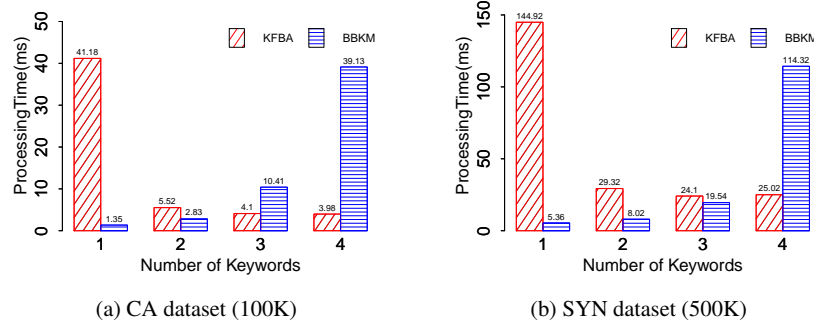 ProcessingTime(ms)
0 10 20 30 40 50
KFBA BBKM
41.18 1.35 5.52 2.83 4.1 10.41 3.98 39.13
1 2 3 4
Number of Keywords
(a) CA dataset (100K)
ProcessingTime(ms)
0 50 100 150
KFBA BBKM
144.92 5.36 29.32 8.02 24.1 19.54 25.02 114.32
1 2 3 4
Number of Keywords
(b) SYN dataset (500K)